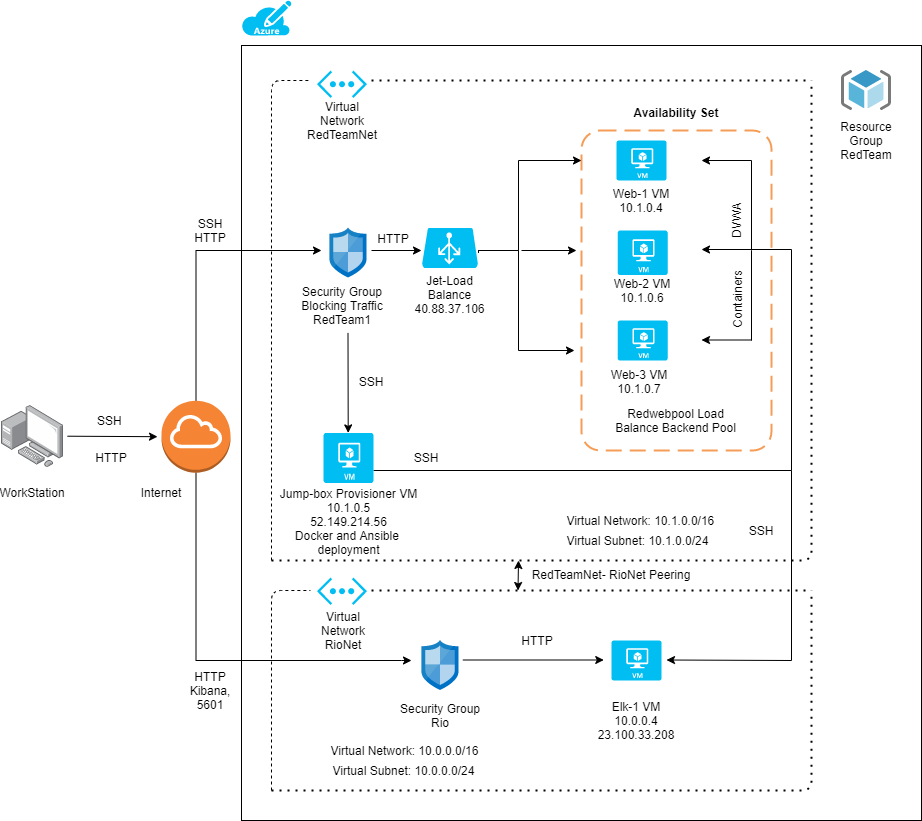 Azure
Virtual
Network
RedTeamNet
Availability Set
Resource
Group
RedTeam
VM
Web-1 VM
10.1.0.4
SSH
HTTP
HTTP
DVWA
VM
Web-2 VM
10.1.0.6
Security Group
Blocking Traffic
RedTeam1
Jet-Load
Balance
40.88.37.106
Containers
VM
Web-3 VM
10.1.0.7
SSH
Redwebpool Load
Balance Backend Pool
SSH
HTTP
WorkStation
Internet
SSH
VM
Jump-box Provisioner VM
10.1.0.5
52.149.214.56
Docker and Ansible
deployment
Virtual Network: 10.1.0.0/16
Virtual Subnet: 10.1.0.0/24
SSH
RedTeamNet- RioNet Peering
Virtual
Network
RioNet
HTTP
HTTP
Kibana,
5601
VM
Security Group
Rio
Elk-1 VM
10.0.0.4
23.100.33.208
Virtual Network: 10.0.0.0/16
Virtual Subnet: 10.0.0.0/24